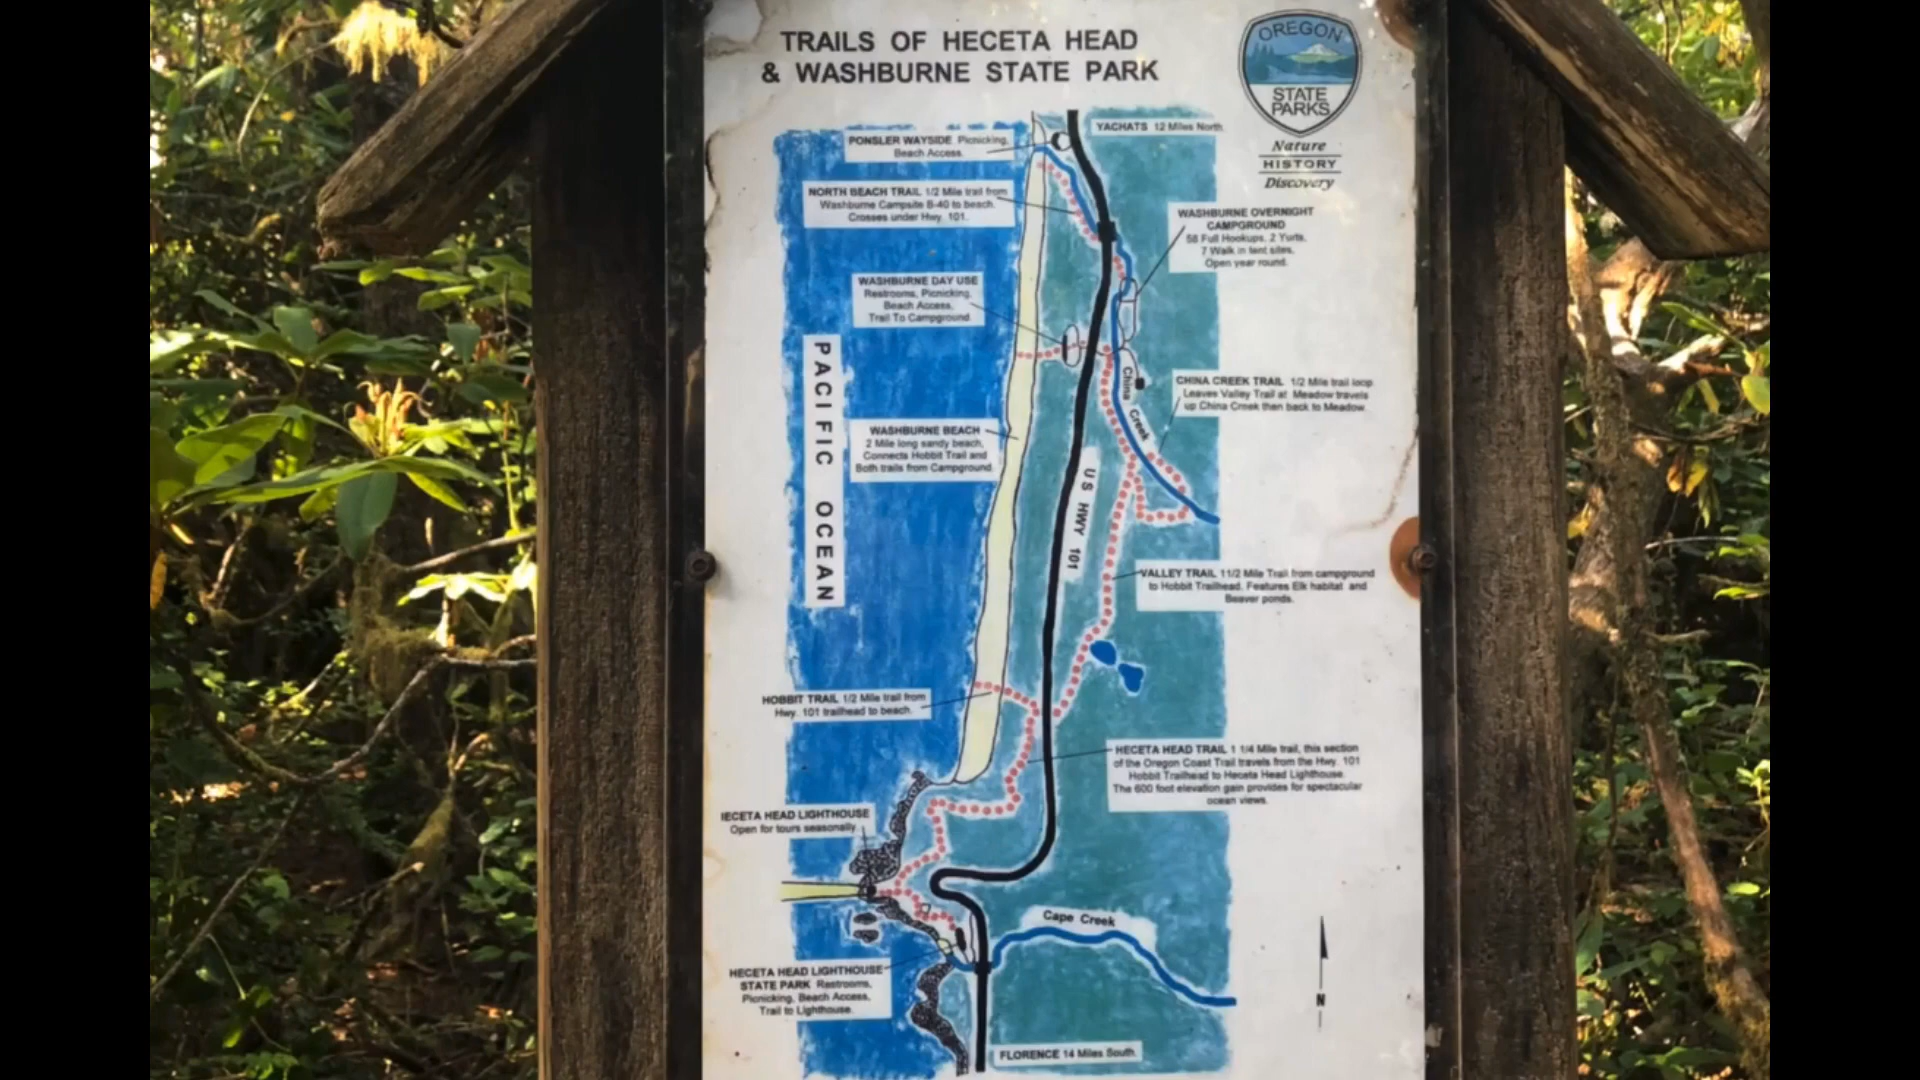 TRAILS OF HECETA HEAD
& WASHBURNE STATE PARK
OREGON
STATE
PARKS
Nature
HISTORY
Discovery
YACHATS 12 Miles North.
PONSLER WAYSIDE Picnicking,
Beach Access.
NORTH BEACH TRAIL 1/2 Mile trail from
Washburne Campsite B-40 to beach.
Crosses under Hwy. 101.
WASHBURNE OVERNIGHT
CAMPGROUND
58 Full Hookups, 2 Yurts,
7 Walk in tent sites.
Open year round.
WASHBURNE DAY USE
Restrooms, Picnicking,
Beach Access,
Trail To Campground.
PACIFIC OCEAN
China Creek
CHINA CREEK TRAIL 1/2 Mile trail loop
Leaves Valley Trail at Meadow travels
up China Creek then back to Meadow.
WASHBURNE BEACH
2 Mile long sandy beach,
Connects Hobbit Trail and
Both trails from Campground.
US HWY 101
VALLEY TRAIL 11/2 Mile Trail from campground
to Hobbit Trailhead. Features Elk habitat and
Beaver ponds.
HOBBIT TRAIL 1/2 Mile trail from
Hwy. 101 trailhead to beach.
HECETA HEAD TRAIL 1 1/4 Mile trail, this section
of the Oregon Coast Trail travels from the Hwy. 101
Hobbit Trailhead to Heceta Head Lighthouse.
The 600 foot elevation gain provides for spectacular
ocean views.
IECETA HEAD LIGHTHOUSE
Open for tours seasonally.
Cape Creek
HECETA HEAD LIGHTHOUSE
STATE PARK Restrooms,
Picnicking, Beach Access,
Trail to Lighthouse.
N
FLORENCE 14 Miles South.